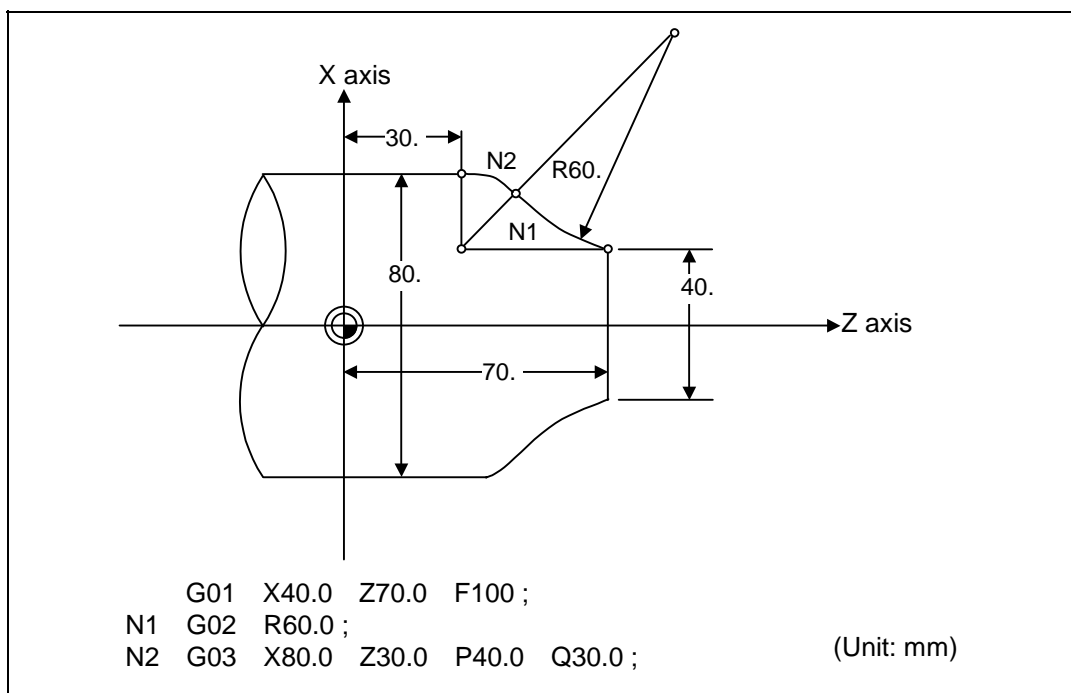 X axis
30.
N2
R60.
N1
80.
40.
Z axis
70.
G01 X40.0 Z70.0 F100 ;
N1 G02 R60.0 ;
N2 G03 X80.0 Z30.0 P40.0 Q30.0 ;
(Unit: mm)